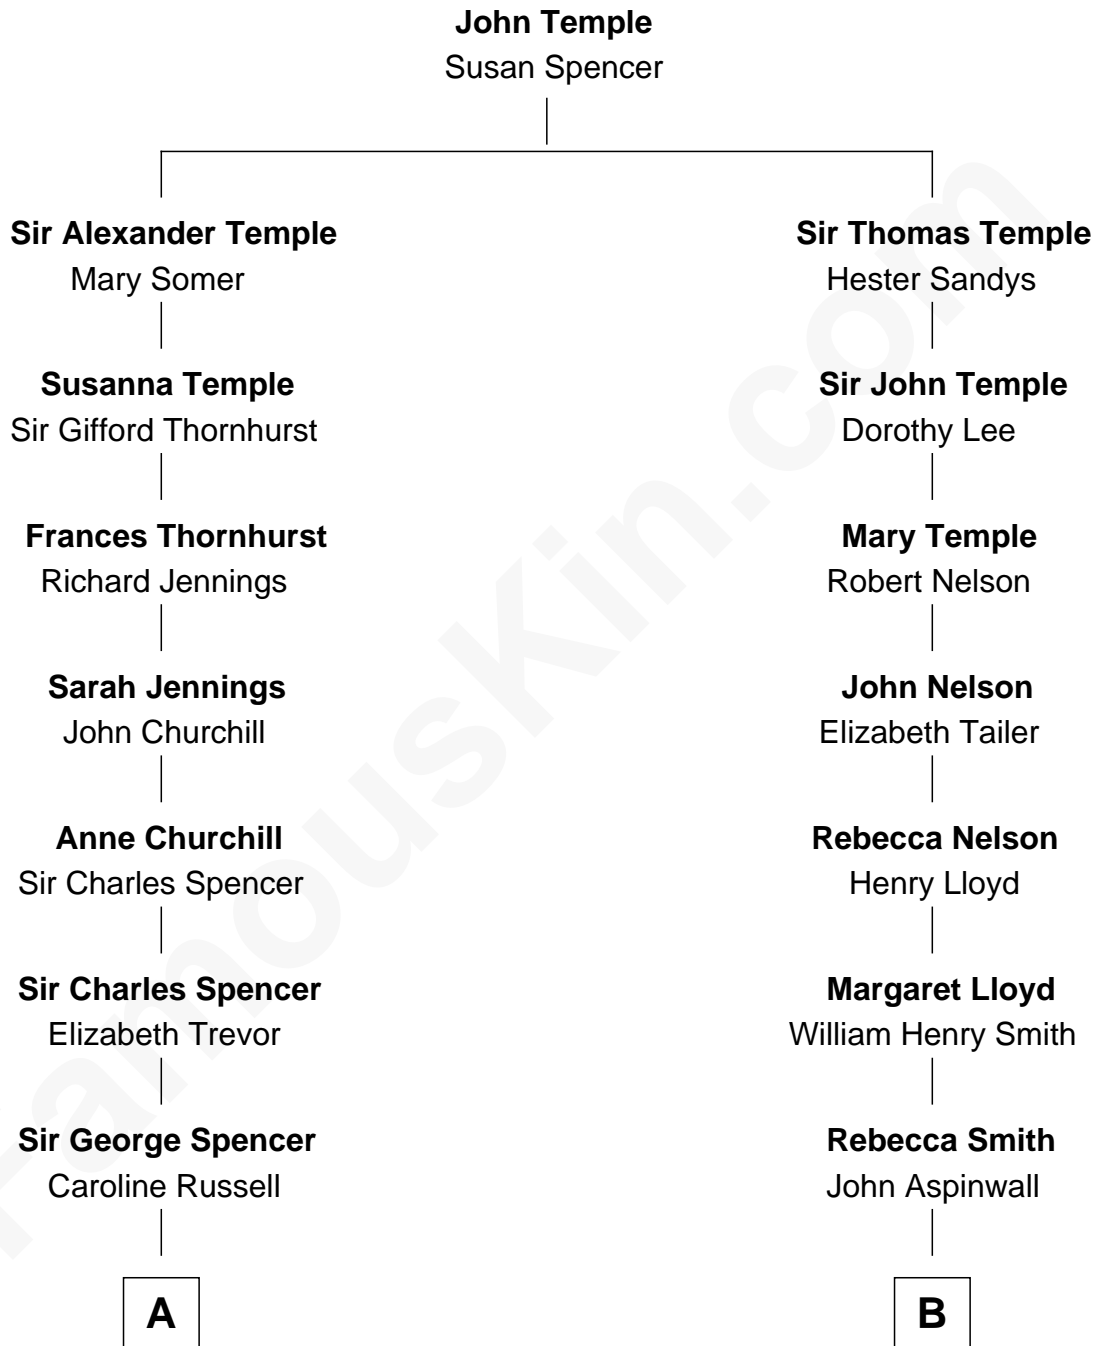 John Temple
Susan Spencer
Sir Alexander Temple
Mary Somer
Susanna Temple
Sir Gifford Thornhurst
Frances Thornhurst
Richard Jennings
Sarah Jennings
John Churchill
Anne Churchill
Sir Charles Spencer
Sir Charles Spencer
Elizabeth Trevor
Sir George Spencer
Caroline Russell
A
Sir Thomas Temple
Hester Sandys
Sir John Temple
Dorothy Lee
Mary Temple
Robert Nelson
John Nelson
Elizabeth Tailer
Rebecca Nelson
Henry Lloyd
Margaret Lloyd
William Henry Smith
Rebecca Smith
John Aspinwall
B
FamousKin.com